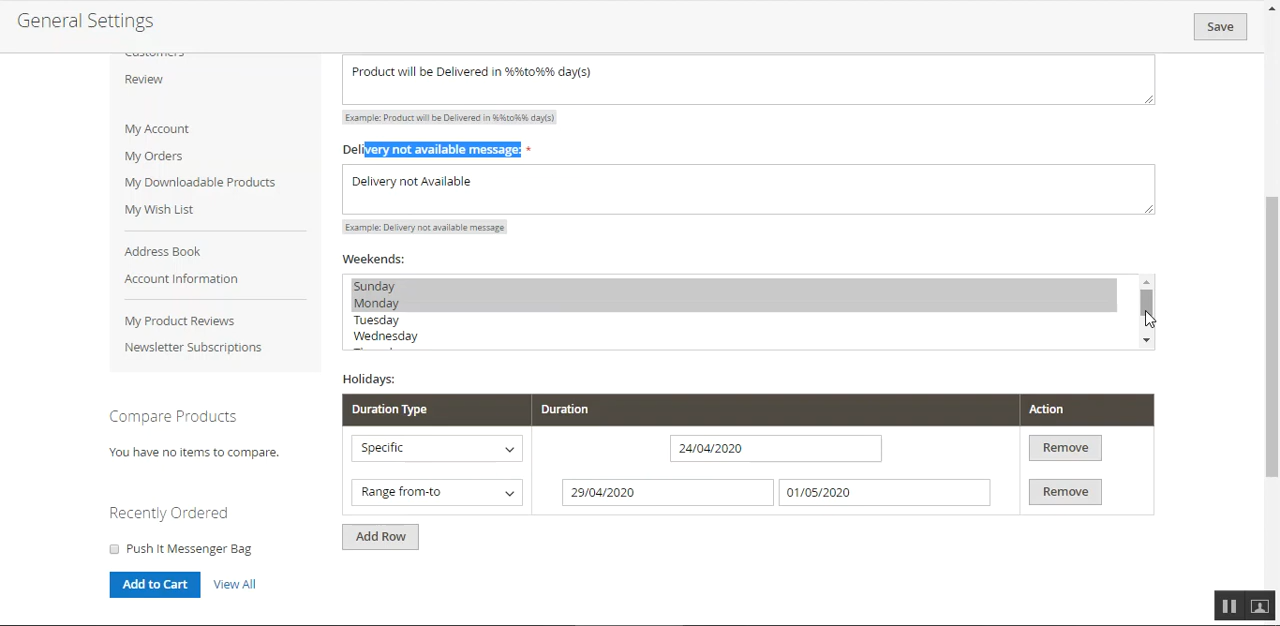 General Settings
Save
Customers
Review
My Account
My Orders
My Downloadable Products
My Wish List
Address Book
Account Information
My Product Reviews
Newsletter Subscriptions
Compare Products
You have no items to compare.
Recently Ordered
Push It Messenger Bag
Add to Cart View All
Product will be Delivered in %%to%% day(s)
Example: Product will be Delivered in %%to%% day(s)
Delivery not available message: *
Delivery not Available
Example: Delivery not available message
Weekends:
Sunday
Monday
Tuesday
Wednesday
Holidays:
Duration Type Duration Action
Specific 24/04/2020 Remove
Range from-to 29/04/2020 01/05/2020 Remove
Add Row